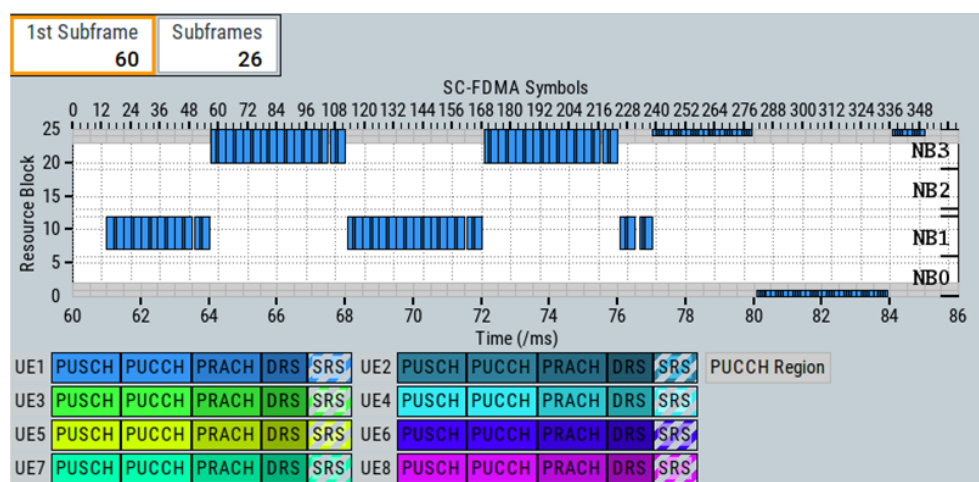 1st Subframe Subframes
60 26
SC-FDMA Symbols
0 12 24 36 48 60 72 84 96 108 120 132 144 156 168 180 192 204 216 228 240 252 264 276 288 300 312 324 336 348
25
NB3
20
NB2
15
10
NB1
5
NB0
0
Resource Block
60 62 64 66 68 70 72 74 76 78 80 82 84 86
Time (/ms)
UE1 PUSCH PUCCH PRACH DRS SRS UE2 PUSCH PUCCH PRACH DRS SRS PUCCH Region
UE3 PUSCH PUCCH PRACH DRS SRS UE4 PUSCH PUCCH PRACH DRS SRS
UE5 PUSCH PUCCH PRACH DRS SRS UE6 PUSCH PUCCH PRACH DRS SRS
UE7 PUSCH PUCCH PRACH DRS SRS UE8 PUSCH PUCCH PRACH DRS SRS